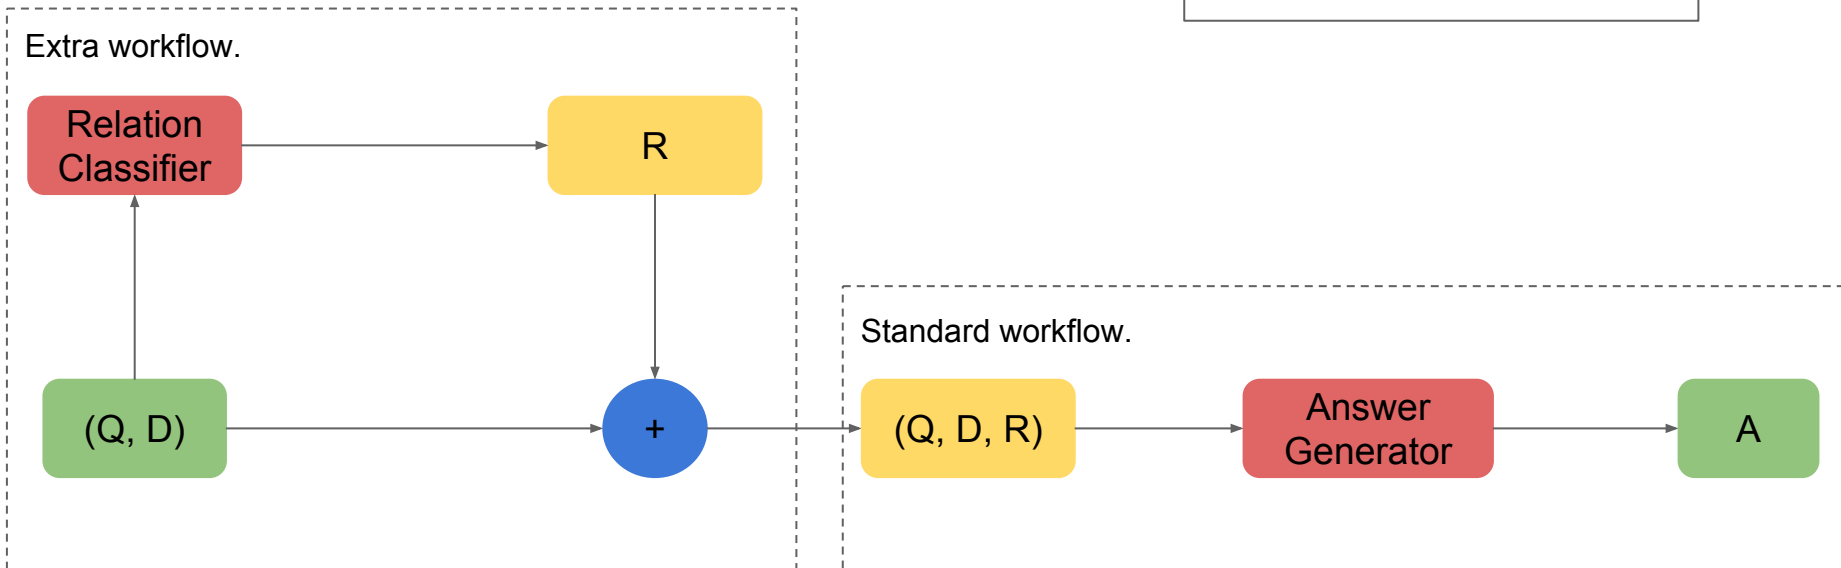 Extra workflow.
Relation
Classifier
R
Standard workflow.
(Q, D)
+
(Q, D, R)
Answer
Generator
A